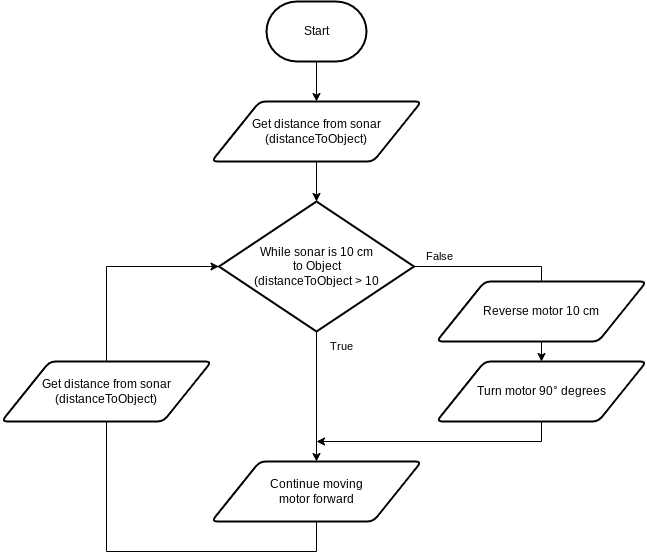 Start
Get distance from sonar
(distanceToObject)
While sonar is 10 cm
to Object
(distanceToObject > 10
False
True
Reverse motor 10 cm
Turn motor 90° degrees
Get distance from sonar
(distanceToObject)
Continue moving
motor forward